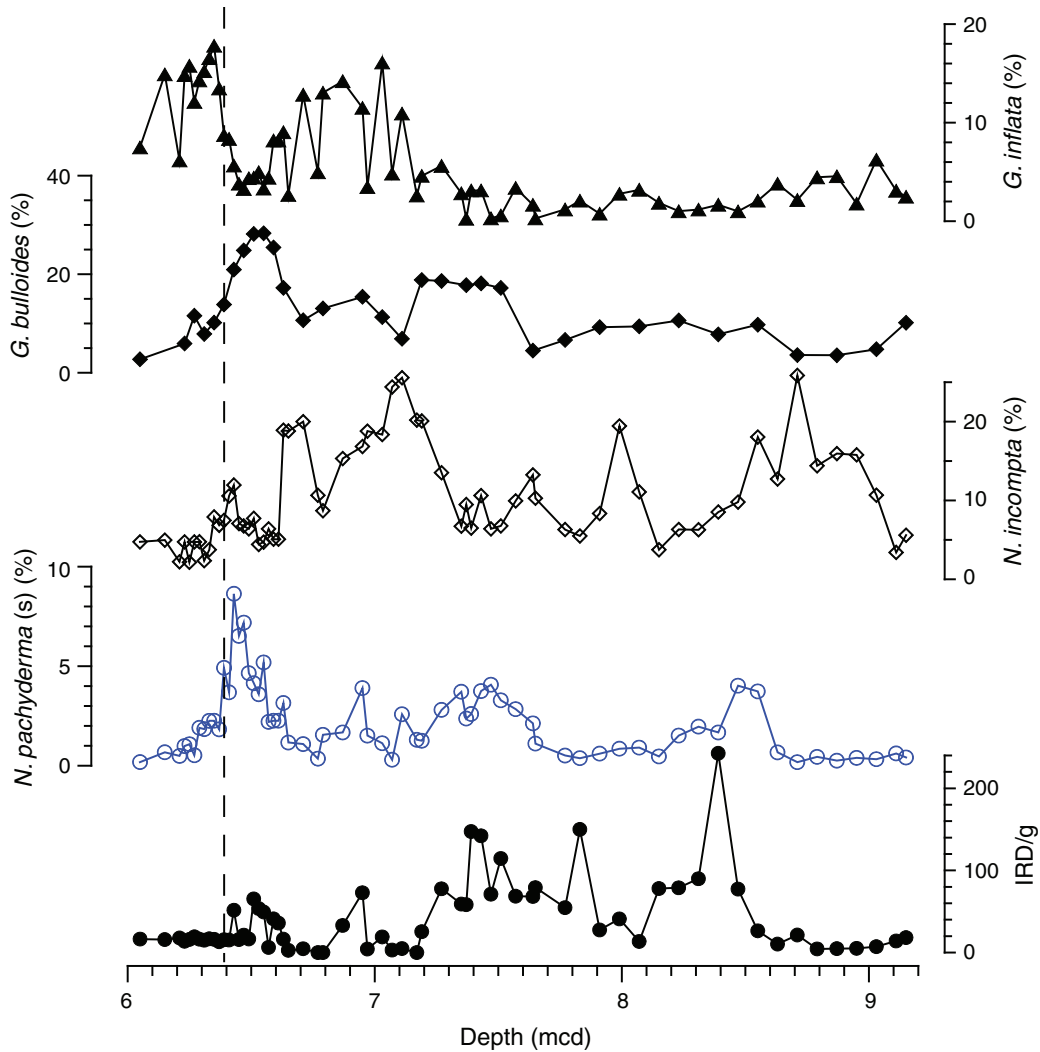 20
10
0
G. inflata (%)
40
20
0
G. bulloides (%)
20
10
0
N. incompta (%)
10
5
0
N. pachyderma (s) (%)
200
100
0
IRD/g
6 7 8 9
Depth (mcd)